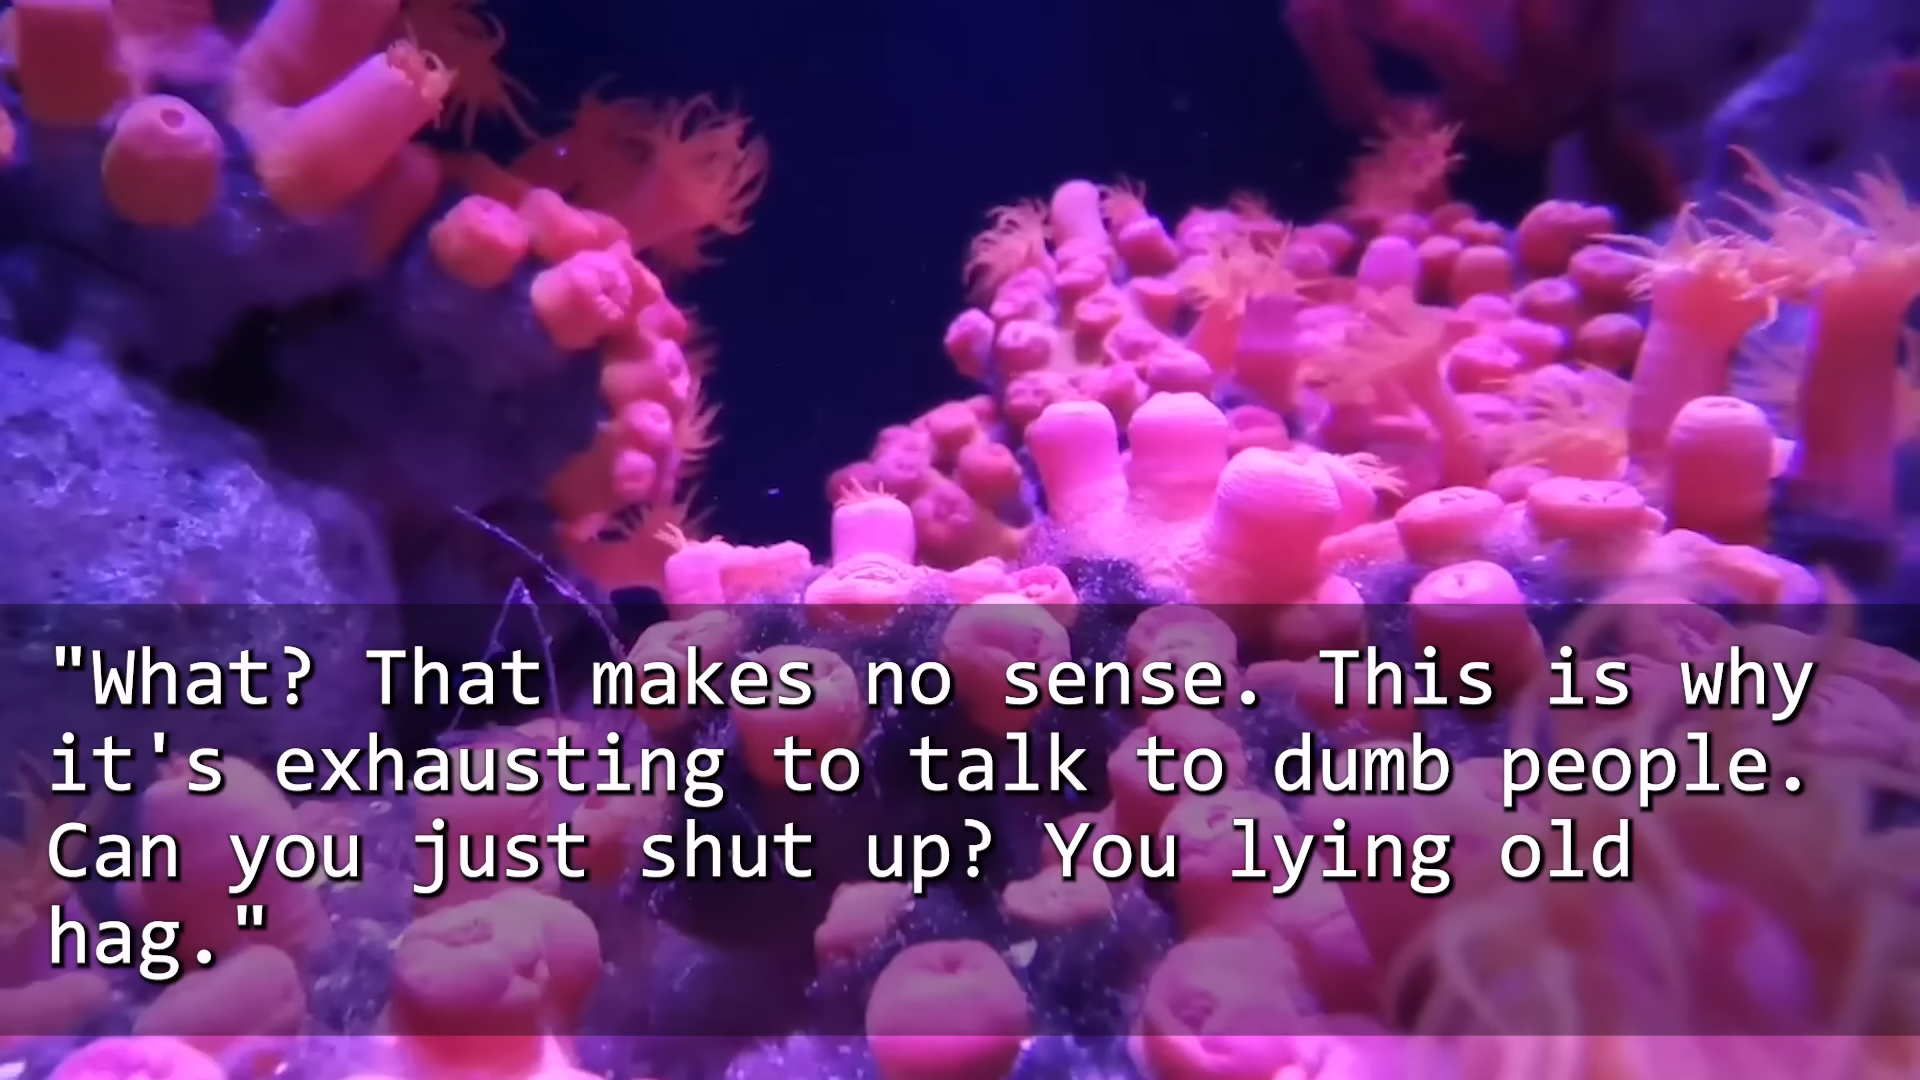 "What? That makes no sense. This is why
it's exhausting to talk to dumb people.
Can you just shut up? You lying old
hag."